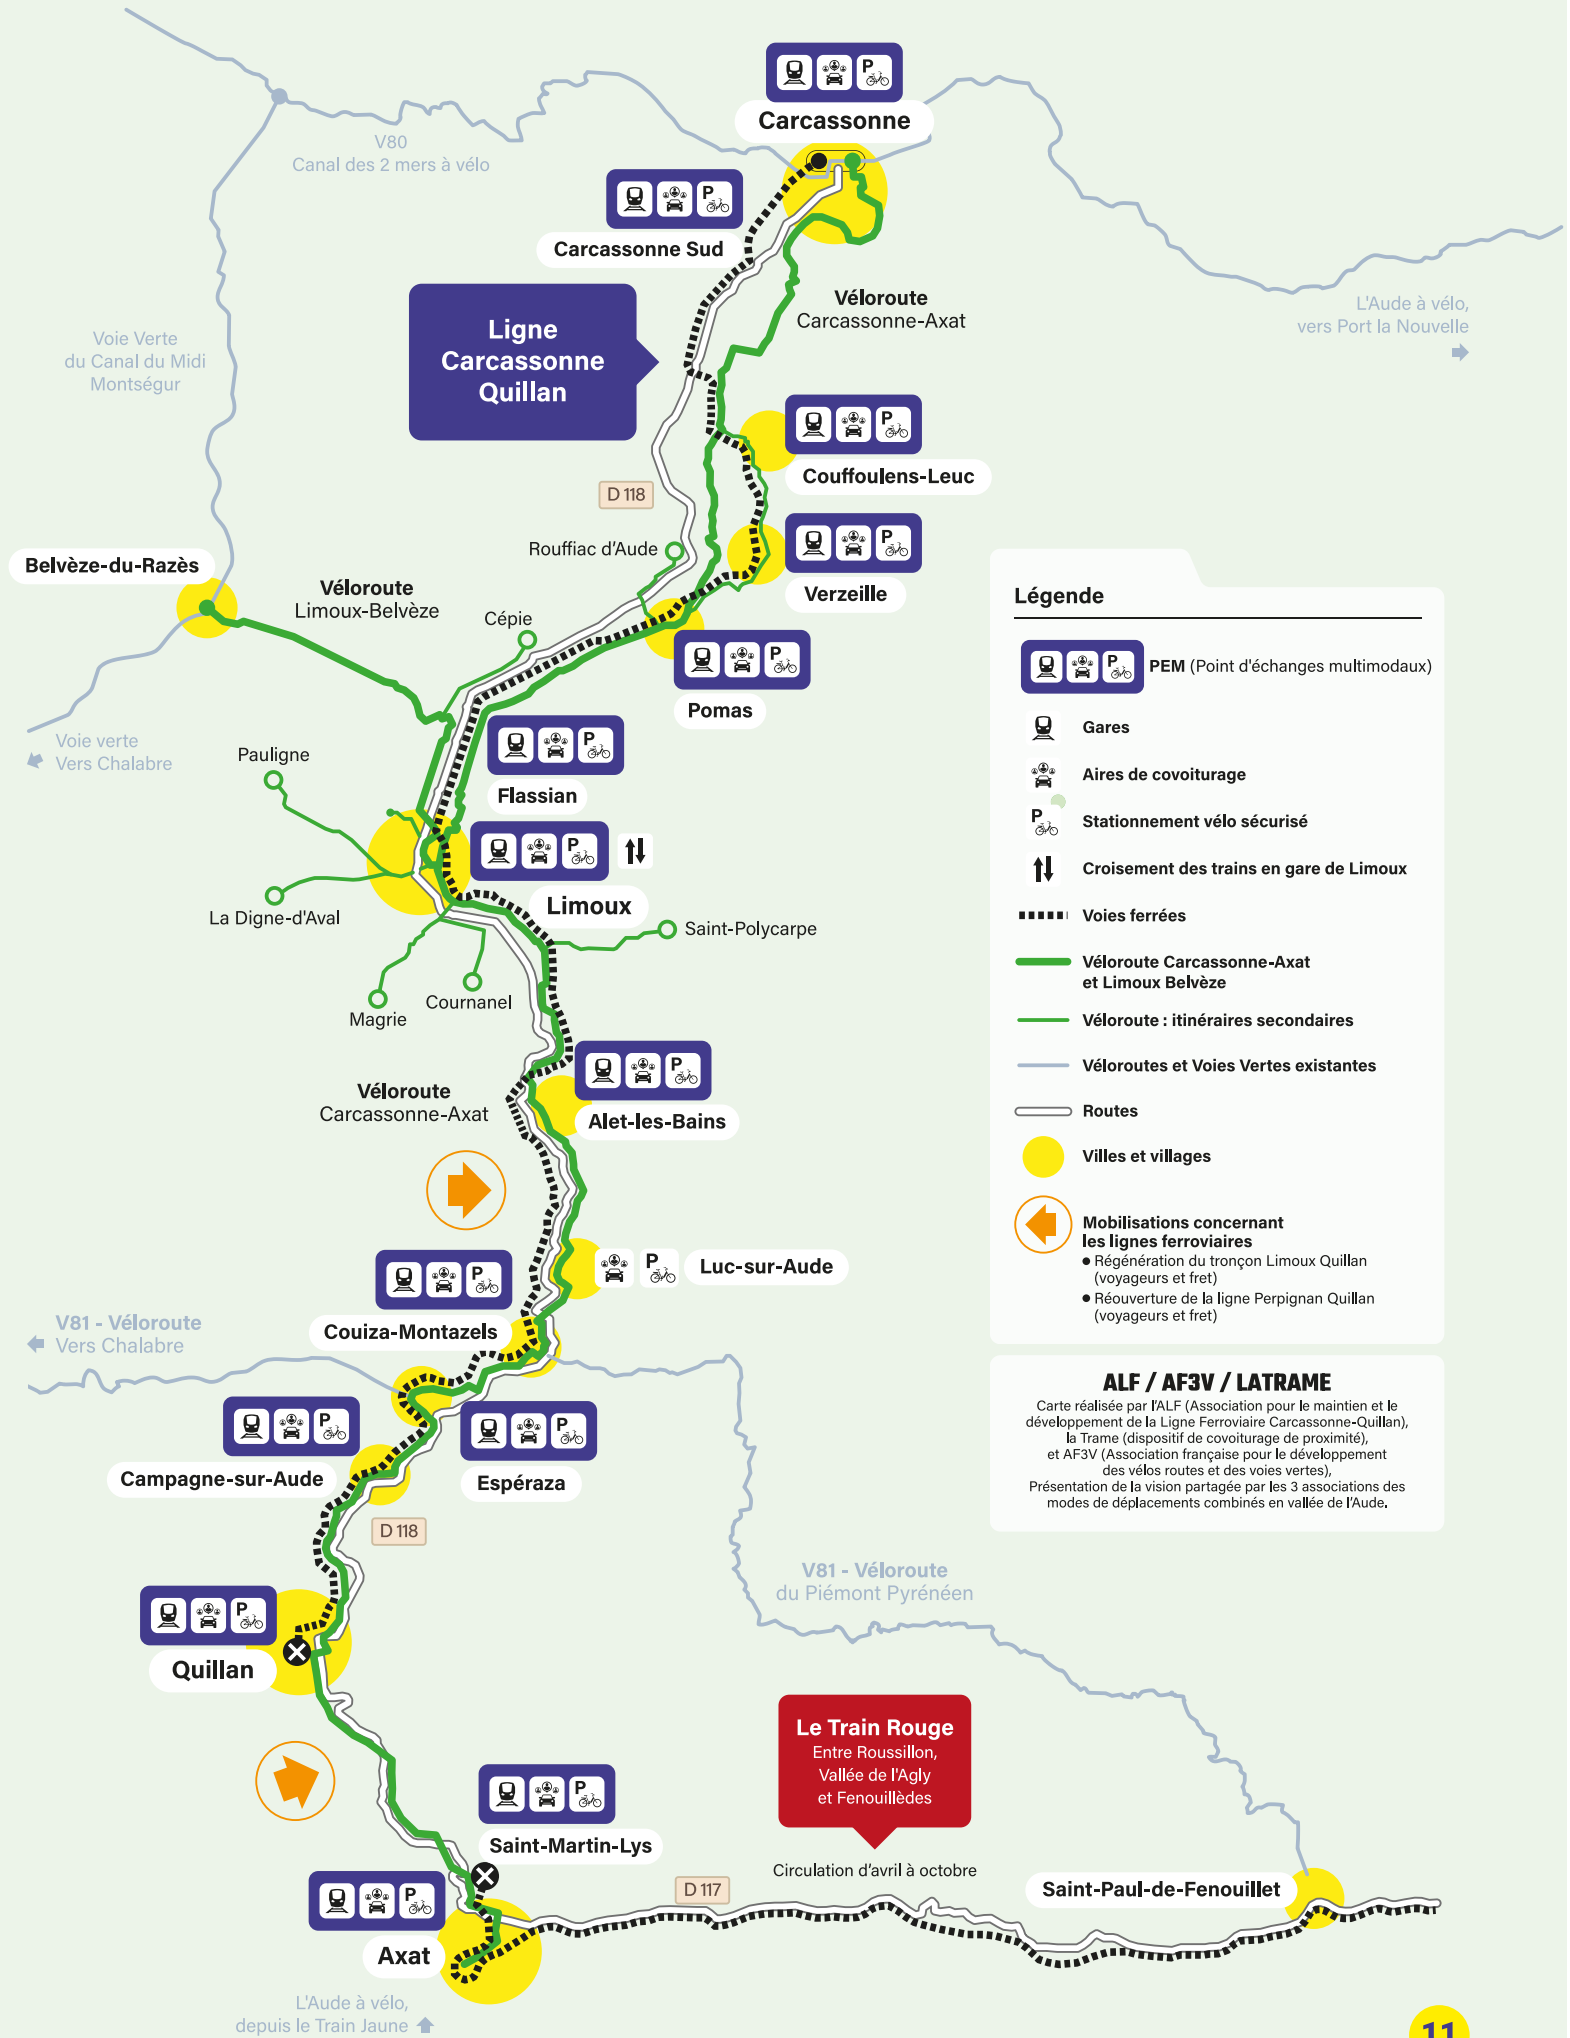 Carcassonne
V80
Canal des 2 mers à vélo
Carcassonne Sud
Véloroute
Carcassonne-Axat
L'Aude à vélo,
vers Port la Nouvelle
Ligne
Carcassonne
Quillan
Voie Verte
du Canal du Midi
Montségur
Couffoulens-Leuc
D 118
Rouffiac d'Aude
Verzeille
Belvèze-du-Razès
Véloroute
Limoux-Belvèze
Cépie
Pomas
Voie verte
Vers Chalabre
Pauligne
Flassian
Limoux
La Digne-d'Aval
Saint-Polycarpe
Cournanel
Magrie
Véloroute
Carcassonne-Axat
Alet-les-Bains
Luc-sur-Aude
Couiza-Montazels
V81 - Véloroute
Vers Chalabre
Campagne-sur-Aude
Espéraza
D 118
Quillan
V81 - Véloroute
du Piémont Pyrénéen
Le Train Rouge
Entre Roussillon,
Vallée de l'Agly
et Fenouillèdes
Circulation d'avril à octobre
Saint-Martin-Lys
D 117
Saint-Paul-de-Fenouillet
Axat
L'Aude à vélo,
depuis le Train Jaune
Légende
PEM (Point d'échanges multimodaux)
Gares
Aires de covoiturage
P
Stationnement vélo sécurisé
Croisement des trains en gare de Limoux
Voies ferrées
Véloroute Carcassonne-Axat
et Limoux Belvèze
Véloroute : itinéraires secondaires
Véloroutes et Voies Vertes existantes
Routes
Villes et villages
Mobilisations concernant
les lignes ferroviaires
● Régénération du tronçon Limoux Quillan
(voyageurs et fret)
● Réouverture de la ligne Perpignan Quillan
(voyageurs et fret)
ALF / AF3V / LATRAME
Carte réalisée par l'ALF (Association pour le maintien et le
développement de la Ligne Ferroviaire Carcassonne-Quillan),
la Trame (dispositif de covoiturage de proximité),
et AF3V (Association française pour le développement
des vélos routes et des voies vertes),
Présentation de la vision partagée par les 3 associations des
modes de déplacements combinés en vallée de l'Aude.
11